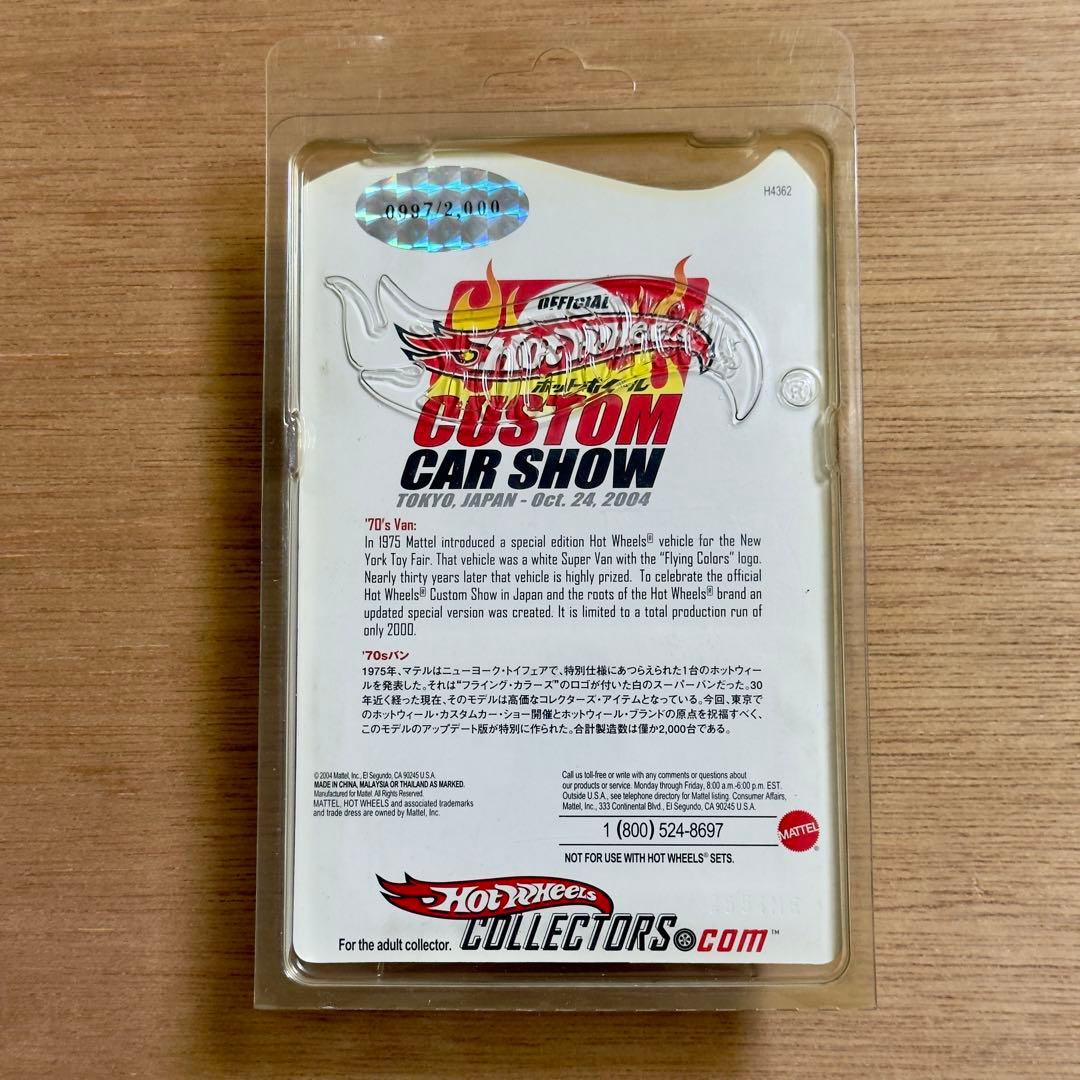 0997/2,000
H4362
OFFICIAL
Hot Wheels
ホットホィール
CUSTOM
CAR SHOW
TOKYO, JAPAN - Oct. 24, 2004
®
'70's Van:
In 1975 Mattel introduced a special edition Hot Wheels® vehicle for the New
York Toy Fair. That vehicle was a white Super Van with the "Flying Colors" logo.
Nearly thirty years later that vehicle is highly prized. To celebrate the official
Hot Wheels® Custom Show in Japan and the roots of the Hot Wheels® brand an
updated special version was created. It is limited to a total production run of
only 2000.
'70sバン
1975年、マテルはニューヨーク・トイフェアで、特別仕様にあつらえられた1台のホットウィー
ルを発表した。それは“フライング・カラーズ”のロゴが付いた白のスーパーバンだった。30
年近く経った現在、そのモデルは高価なコレクターズ・アイテムとなっている。今回、東京で
のホットウィール・カスタムカー・ショー開催とホットウィール・ブランドの原点を祝福すべく、
このモデルのアップデート版が特別に作られた。合計製造数は僅か2,000台である。
© 2004 Mattel, Inc., El Segundo, CA 90245 U.S.A.
MADE IN CHINA, MALAYSIA OR THAILAND AS MARKED.
Manufactured for Mattel. All Rights Reserved.
MATTEL, HOT WHEELS and associated trademarks
and trade dress are owned by Mattel, Inc.
Call us toll-free or write with any comments or questions about
our products or service. Monday through Friday, 8:00 a.m.-6:00 p.m. EST.
Outside U.S.A., see telephone directory for Mattel listing. Consumer Affairs,
Mattel, Inc., 333 Continental Blvd., El Segundo, CA 90245 U.S.A.
1 (800) 524-8697
MATTEL®
NOT FOR USE WITH HOT WHEELS® SETS.
Hot Wheels
For the adult collector. COLLECTORS.com™